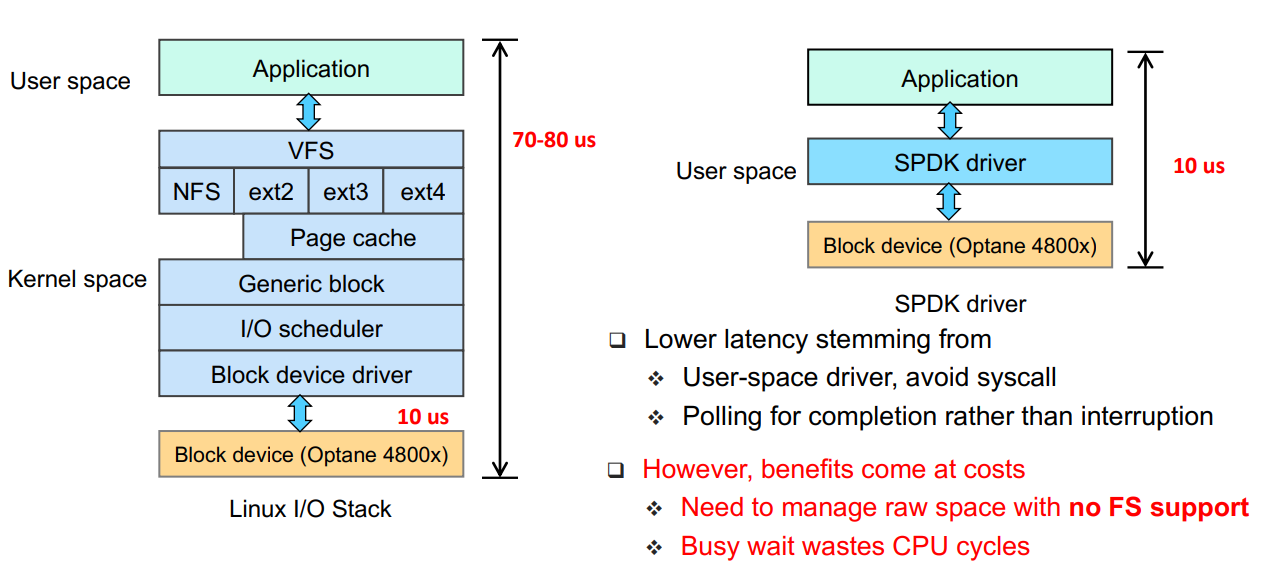 User space
Application
VFS
NFS ext2 ext3 ext4
Page cache
Kernel space
Generic block
I/O scheduler
Block device driver
10 us
Block device (Optane 4800x)
70-80 us
Linux I/O Stack
Application
User space
SPDK driver
10 us
Block device (Optane 4800x)
SPDK driver
❑ Lower latency stemming from
❖ User-space driver, avoid syscall
❖ Polling for completion rather than interruption
❑ However, benefits come at costs
❖ Need to manage raw space with no FS support
❖ Busy wait wastes CPU cycles